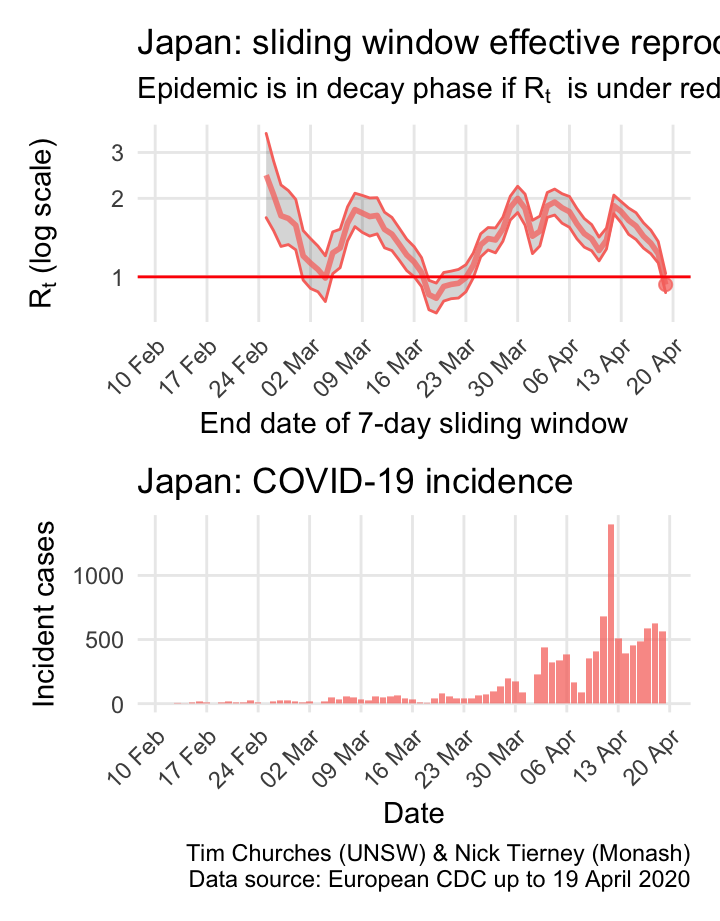 Japan: sliding window effective reproc
Epidemic is in decay phase if Rt is under red
Rt (log scale)
3
2
1
10 Feb
17 Feb
24 Feb
02 Mar
09 Mar
16 Mar
23 Mar
30 Mar
06 Apr
13 Apr
20 Apr
End date of 7-day sliding window
Japan: COVID-19 incidence
Incident cases
1000
500
0
10 Feb
17 Feb
24 Feb
02 Mar
09 Mar
16 Mar
23 Mar
30 Mar
06 Apr
13 Apr
20 Apr
Date
Tim Churches (UNSW) & Nick Tierney (Monash)
Data source: European CDC up to 19 April 2020